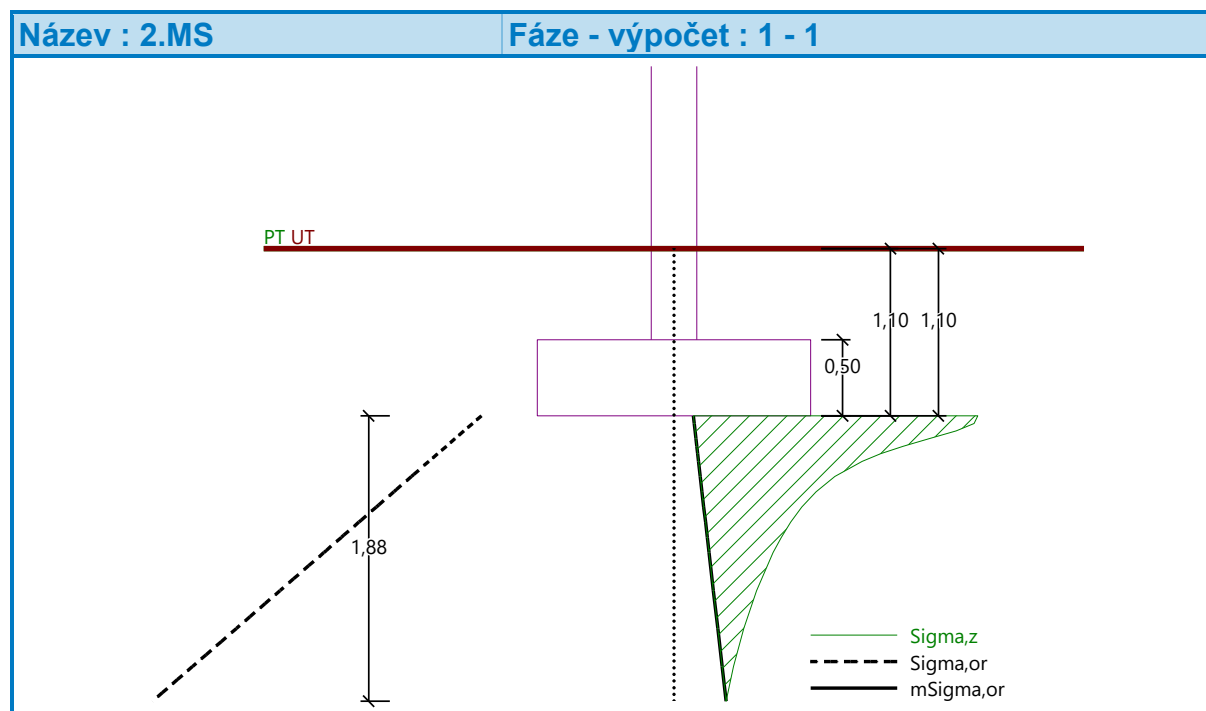 Název : 2.MS
Fáze - výpočet : 1 - 1
PT UT
1,10 1,10
0,50
1,88
Sigma,z
Sigma,or
mSigma,or